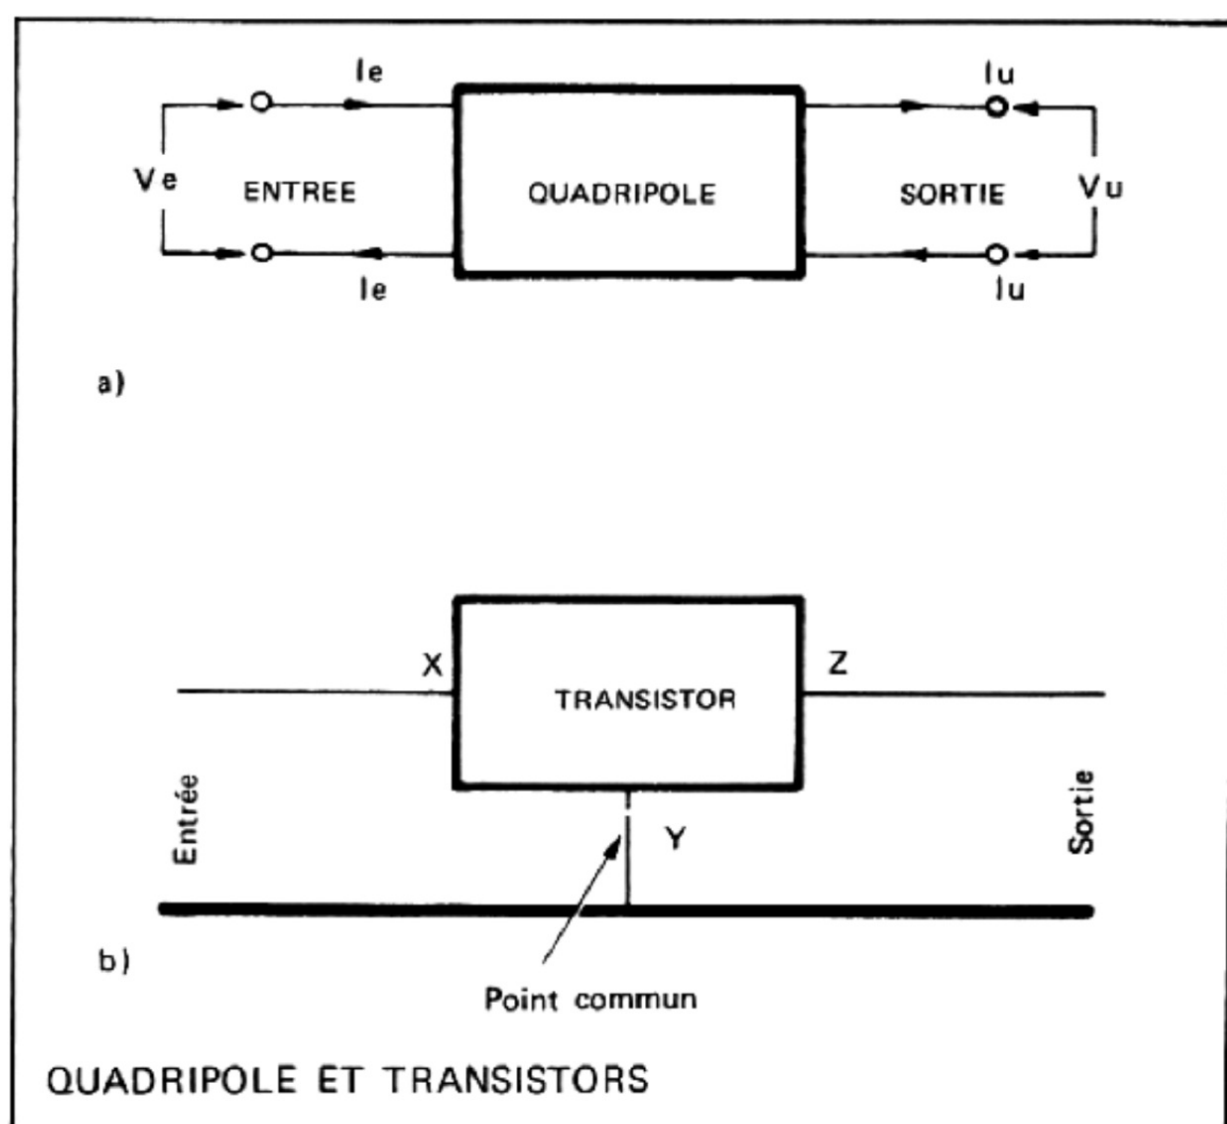 Ie Iu
Ve ENTREE QUADRIPOLE SORTIE Vu
Ie Iu
a)
X Z
TRANSISTOR
Entrée Y Sortie
b)
Point commun
QUADRIPOLE ET TRANSISTORS